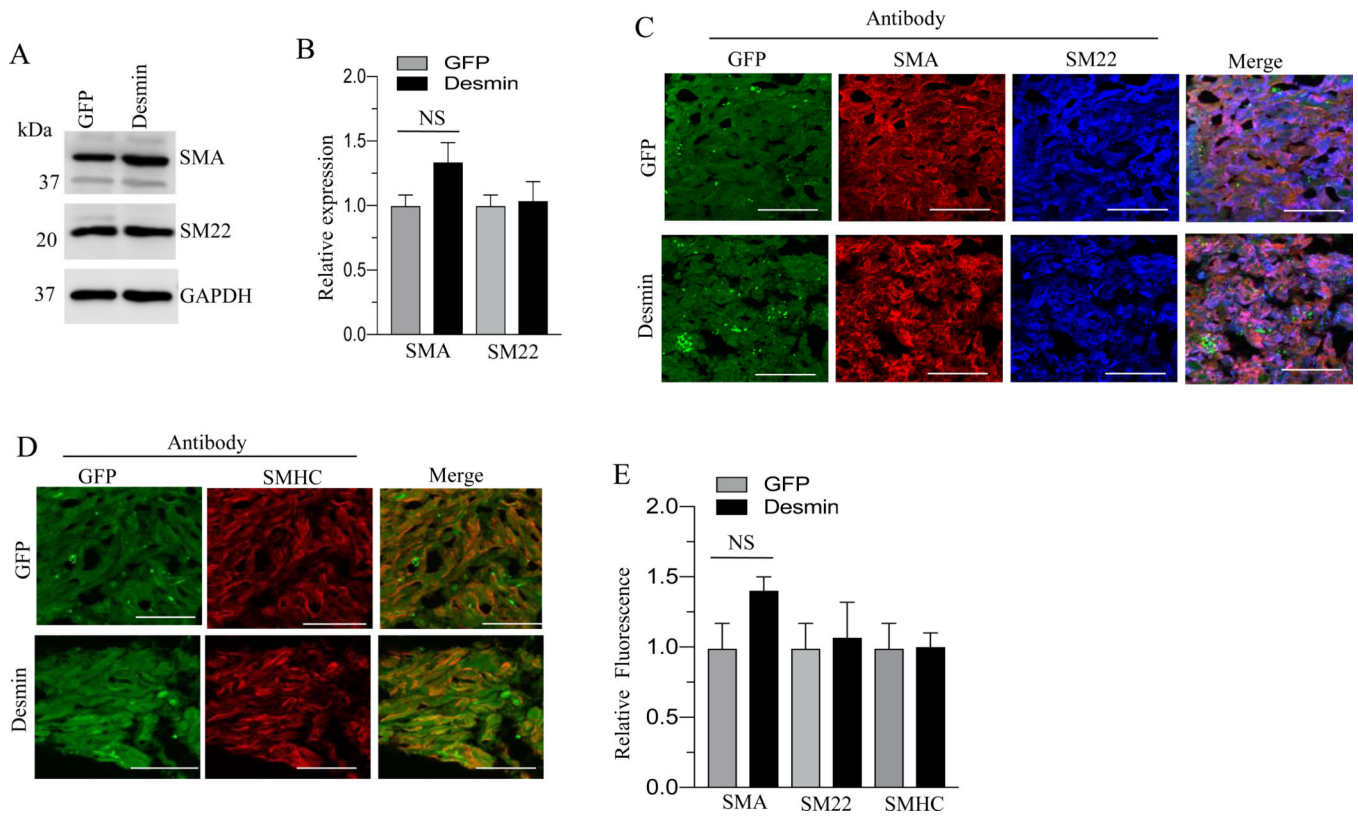 A
GFP
Desmin
kDa
SMA
37
SM22
20
37
GAPDH
B
GFP
Desmin
2.0
NS
1.5
1.0
0.5
0.0
Relative expression
SMA SM22
C
Antibody
GFP SMA SM22 Merge
GFP
Desmin
D
Antibody
GFP SMHC Merge
GFP
Desmin
E
GFP
Desmin
2.0
NS
1.5
1.0
0.5
0.0
Relative Fluorescence
SMA SM22 SMHC